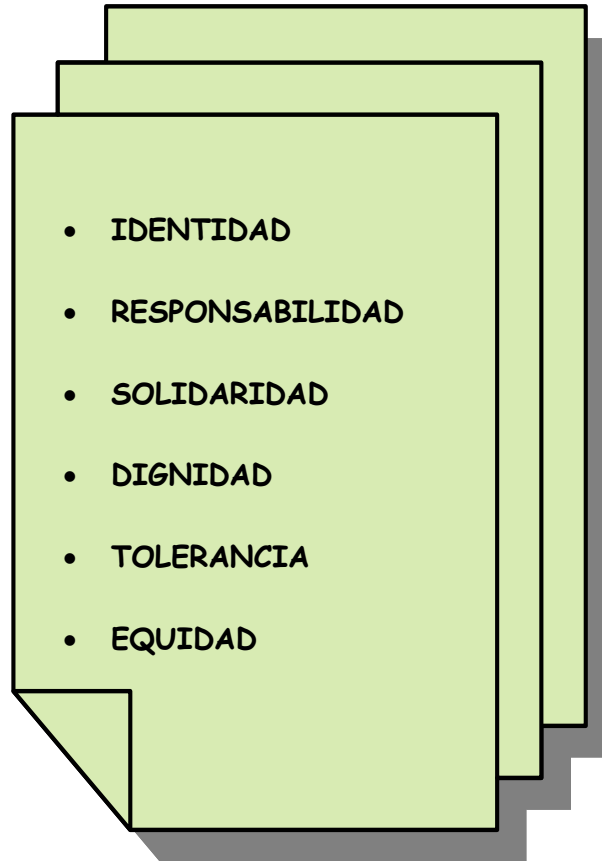 • IDENTIDAD
• RESPONSABILIDAD
• SOLIDARIDAD
• DIGNIDAD
• TOLERANCIA
• EQUIDAD